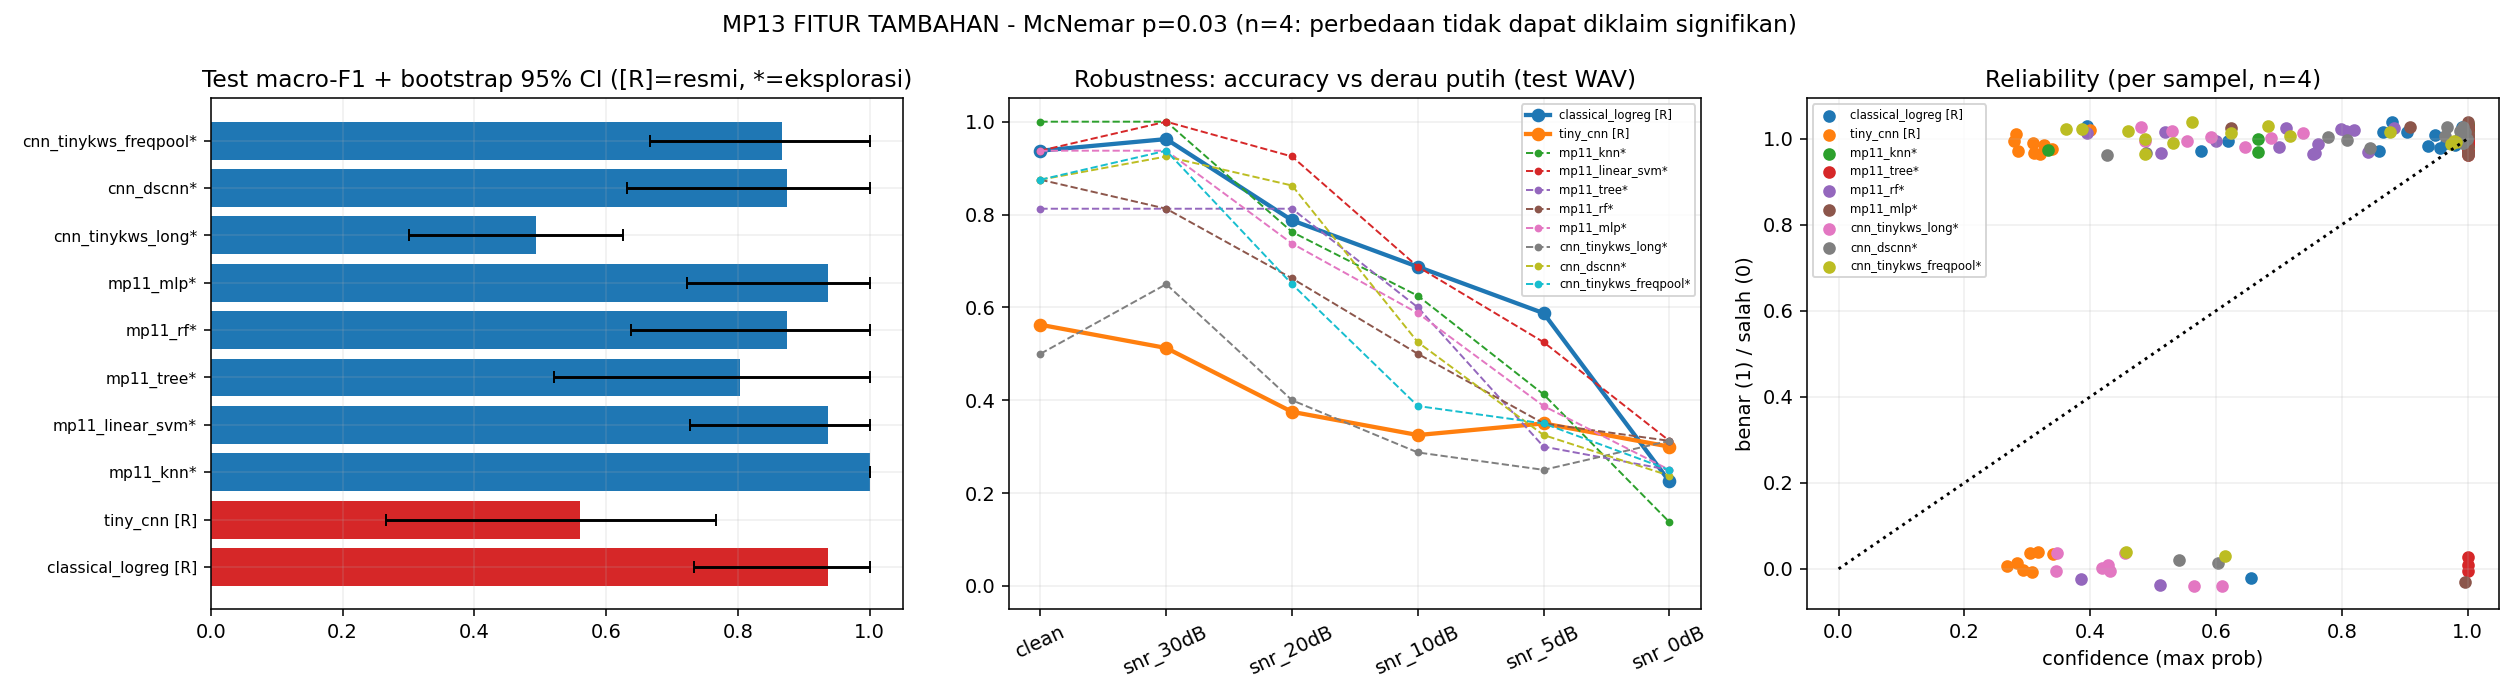 MP13 FITUR TAMBAHAN - McNemar p=0.03 (n=4: perbedaan tidak dapat diklaim signifikan)
Test macro-F1 + bootstrap 95% CI ([R]=resmi, *=eksplorasi)
cnn_tinykws_freqpool*
cnn_dscnn*
cnn_tinykws_long*
mp11_mlp*
mp11_rf*
mp11_tree*
mp11_linear_svm*
mp11_knn*
tiny_cnn [R]
classical_logreg [R]
0.0 0.2 0.4 0.6 0.8 1.0
Robustness: accuracy vs derau putih (test WAV)
1.0
0.8
0.6
0.4
0.2
0.0
classical_logreg [R]
tiny_cnn [R]
mp11_knn*
mp11_linear_svm*
mp11_tree*
mp11_rf*
mp11_mlp*
cnn_tinykws_long*
cnn_dscnn*
cnn_tinykws_freqpool*
clean snr_30dB snr_20dB snr_10dB snr_5dB snr_0dB
Reliability (per sampel, n=4)
benar (1) / salah (0)
1.0
0.8
0.6
0.4
0.2
0.0
classical_logreg [R]
tiny_cnn [R]
mp11_knn*
mp11_tree*
mp11_rf*
mp11_mlp*
cnn_tinykws_long*
cnn_dscnn*
cnn_tinykws_freqpool*
0.0 0.2 0.4 0.6 0.8 1.0
confidence (max prob)